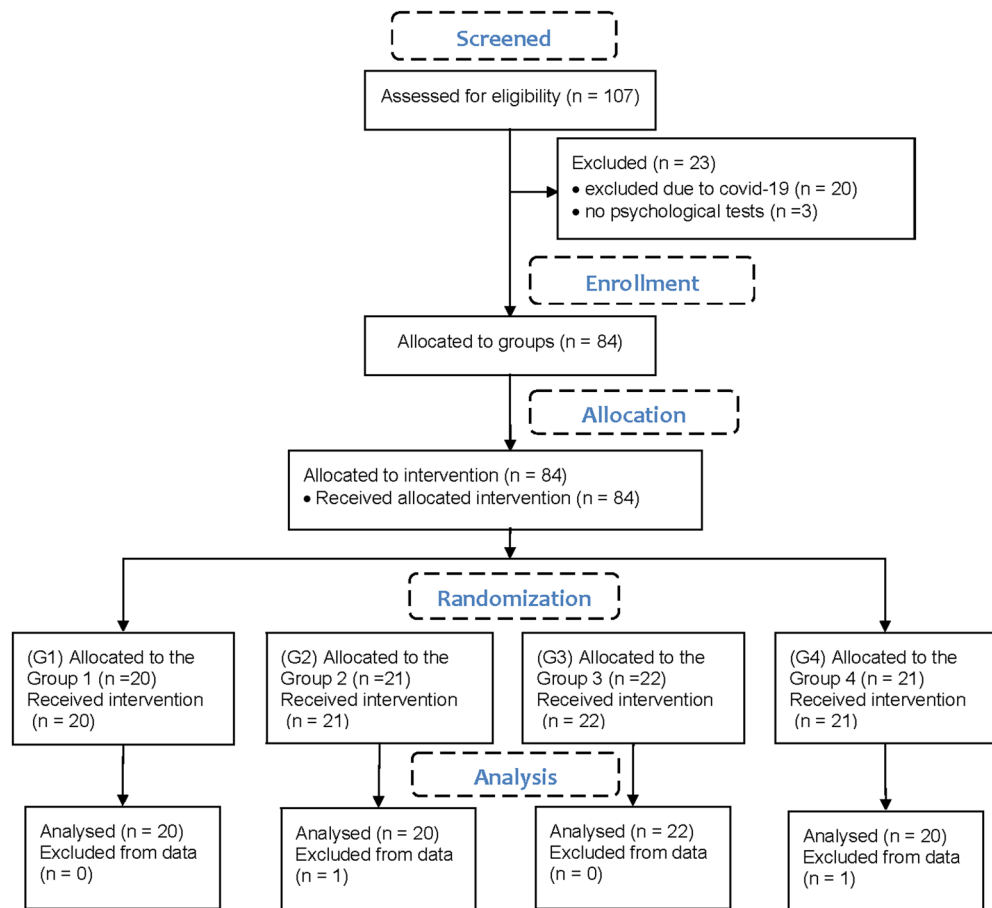 Screened
Assessed for eligibility (n = 107)
Excluded (n = 23)
• excluded due to covid-19 (n = 20)
• no psychological tests (n =3)
Enrollment
Allocated to groups (n = 84)
Allocation
Allocated to intervention (n = 84)
• Received allocated intervention (n = 84)
Randomization
(G1) Allocated to the
Group 1 (n =20)
Received intervention
(n = 20)
(G2) Allocated to the
Group 2 (n =21)
Received intervention
(n = 21)
(G3) Allocated to the
Group 3 (n =22)
Received intervention
(n = 22)
(G4) Allocated to the
Group 4 (n = 21)
Received intervention
(n = 21)
Analysis
Analysed (n = 20)
Excluded from data
(n = 0)
Analysed (n = 20)
Excluded from data
(n = 1)
Analysed (n = 22)
Excluded from data
(n = 0)
Analysed (n = 20)
Excluded from data
(n = 1)